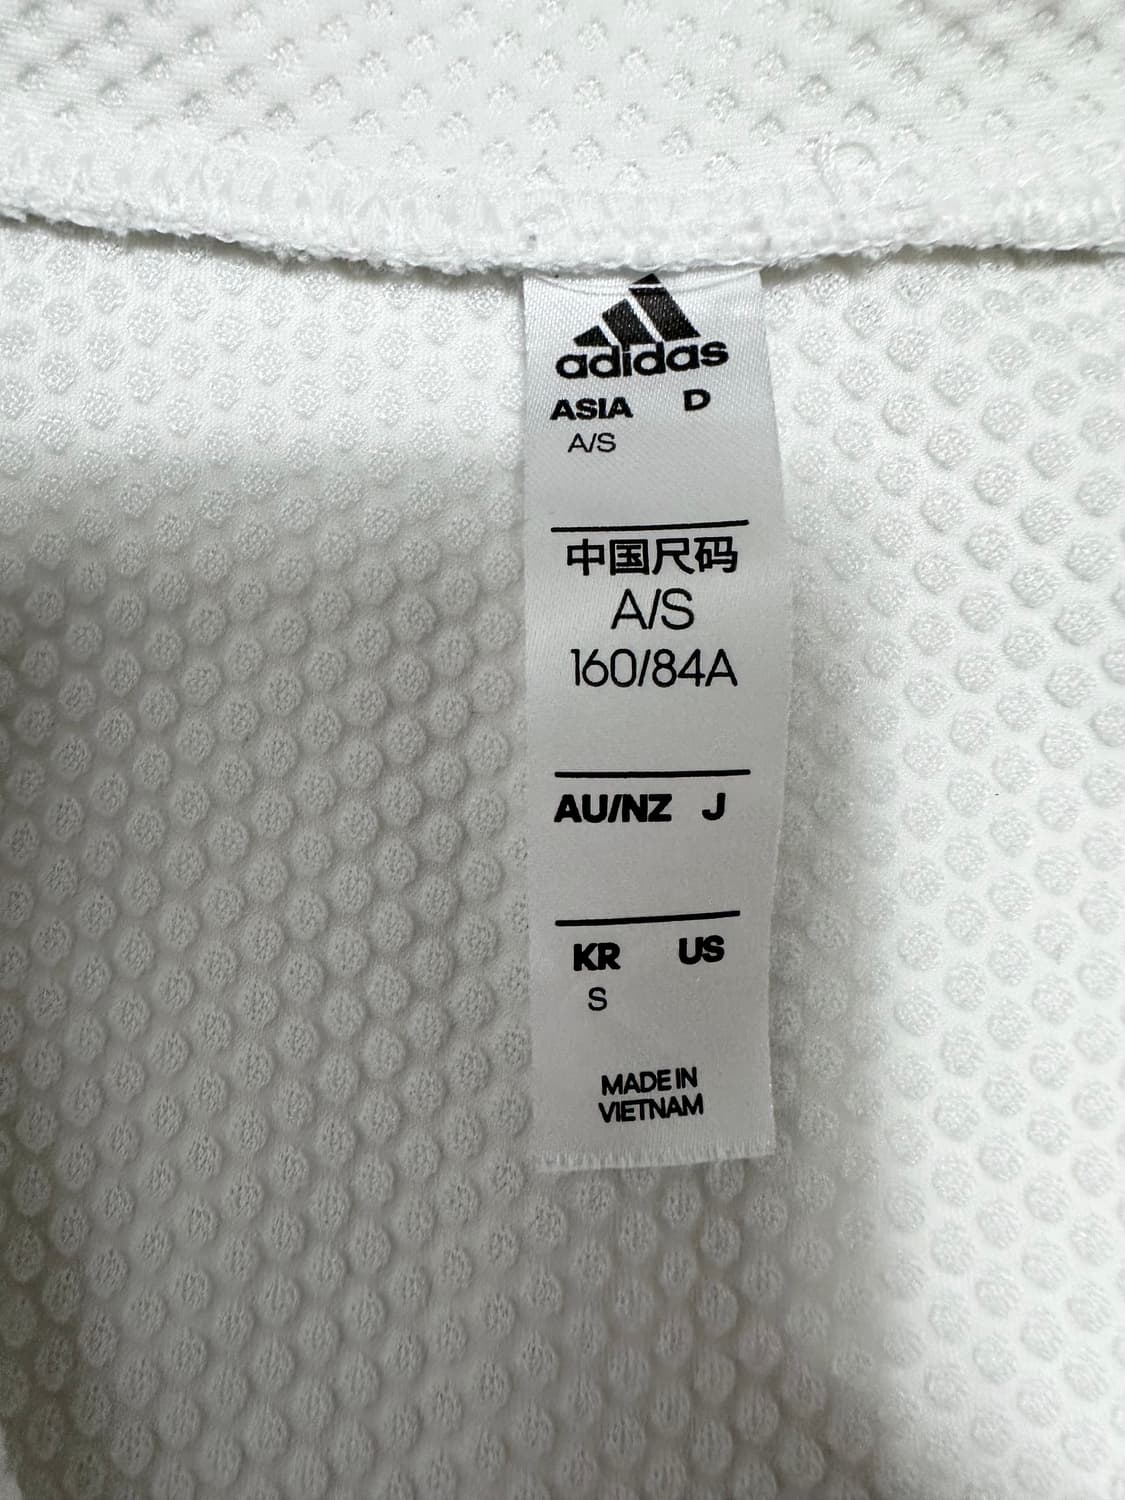 adidas
ASIA D
A/S
中国尺码
A/S
160/84A
AU/NZ J
KR US
S
MADE IN
VIETNAM